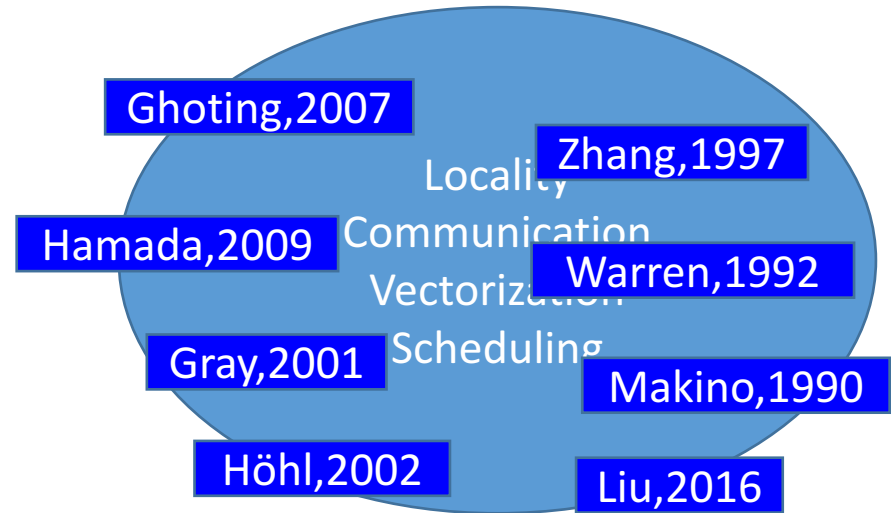 Ghoting,2007
Zhang,1997
Locality
Hamada,2009
Communication
Warren,1992
Vectorization
Gray,2001
Scheduling
Makino,1990
Höhl,2002
Liu,2016